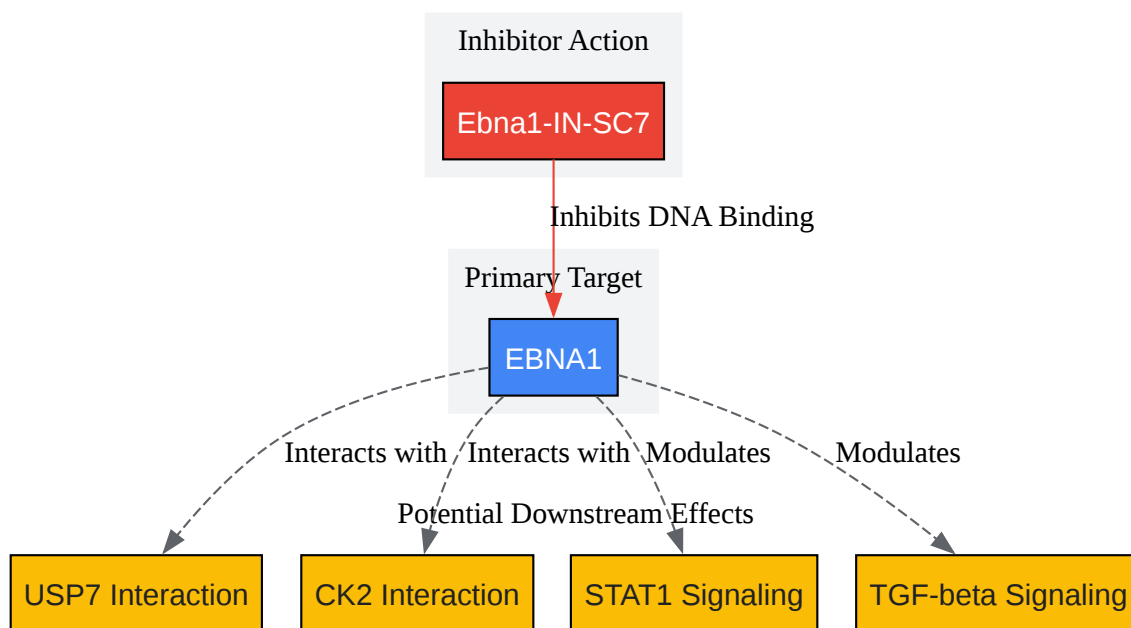 Inhibitor Action
Ebna1-IN-SC7
Inhibits DNA Binding
Primary Target
EBNA1
Interacts with
Interacts with
Modulates
Modulates
Potential Downstream Effects
USP7 Interaction
CK2 Interaction
STAT1 Signaling
TGF-beta Signaling